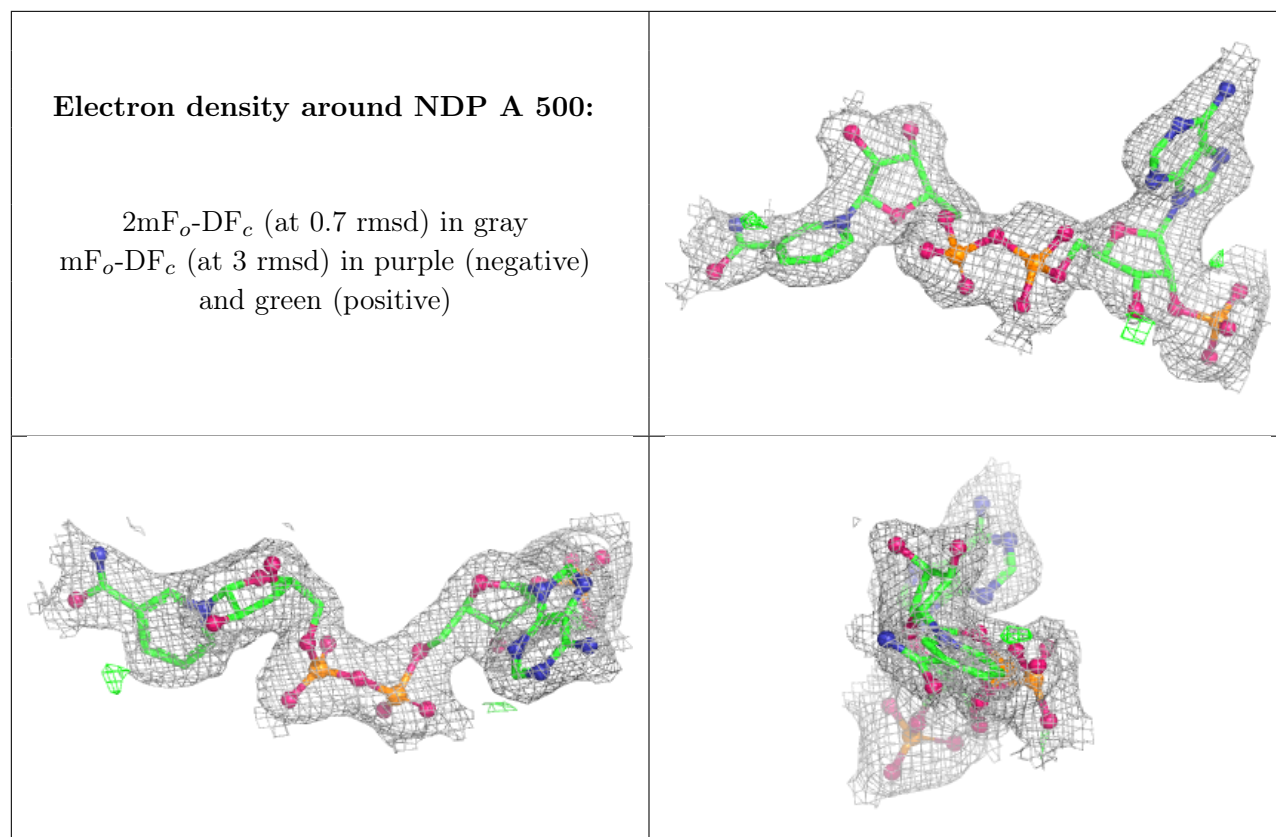 Electron density around NDP A 500:
2mFₒ-DF𝒸 (at 0.7 rmsd) in gray
mFₒ-DF𝒸 (at 3 rmsd) in purple (negative)
and green (positive)